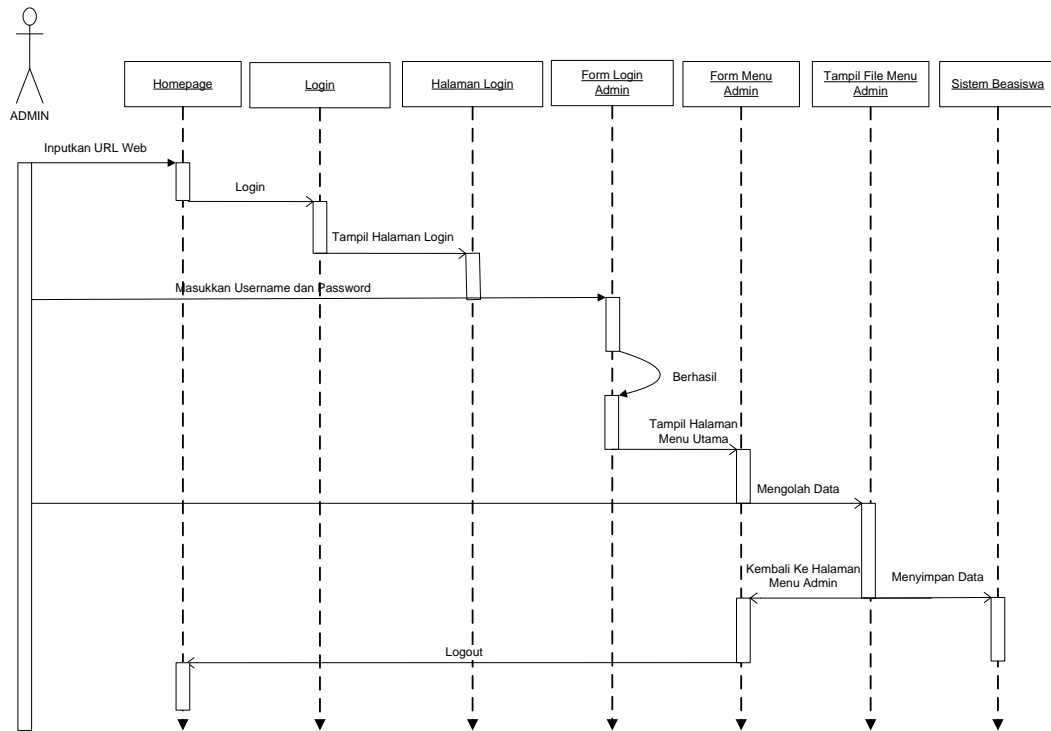 ADMIN
Homepage
Login
Halaman Login
Form Login
Admin
Form Menu
Admin
Tampil File Menu
Admin
Sistem Beasiswa
Inputkan URL Web
Login
Tampil Halaman Login
Masukkan Username dan Password
Berhasil
Tampil Halaman
Menu Utama
Mengolah Data
Kembali Ke Halaman
Menu Admin
Menyimpan Data
Logout